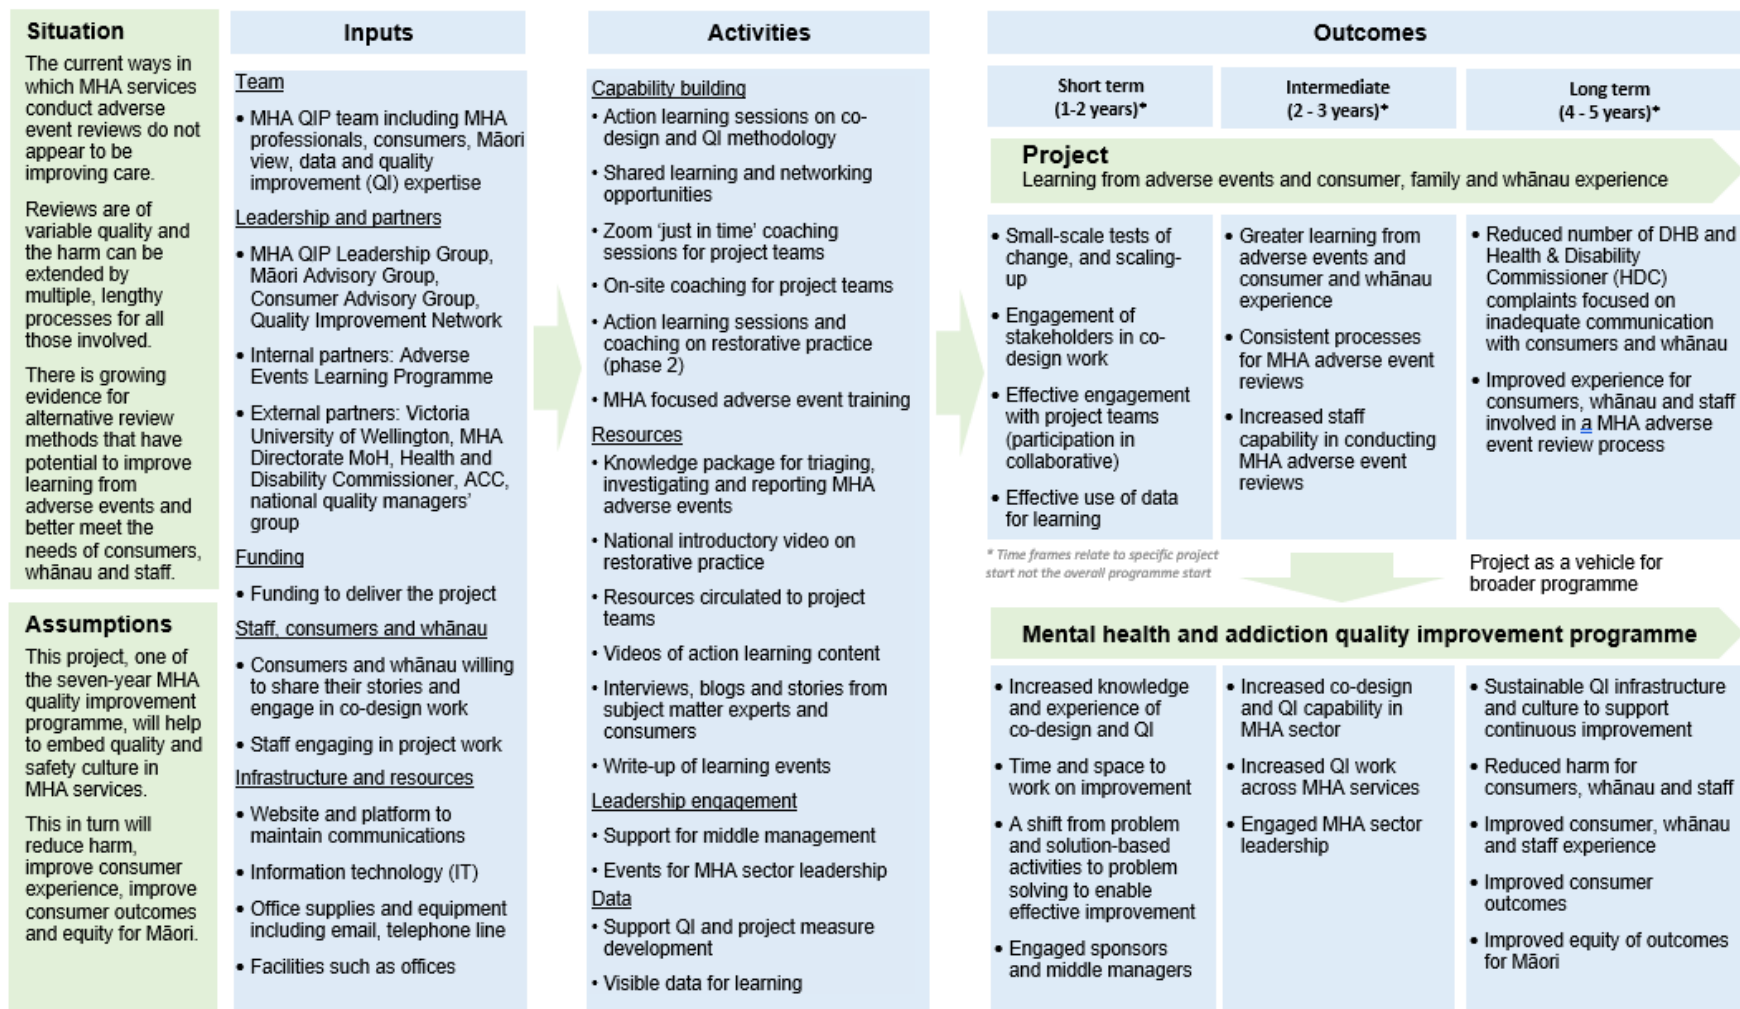 Situation
The current ways in
which MHA services
conduct adverse
event reviews do not
appear to be
improving care.
Reviews are of
variable quality and
the harm can be
extended by
multiple, lengthy
processes for all
those involved.
There is growing
evidence for
alternative review
methods that have
potential to improve
learning from
adverse events and
better meet the
needs of consumers,
whānau and staff.
Assumptions
This project, one of
the seven-year MHA
quality improvement
programme, will help
to embed quality and
safety culture in
MHA services.
This in turn will
reduce harm,
improve consumer
experience, improve
consumer outcomes
and equity for Māori.
Inputs
Team
• MHA QIP team including MHA
professionals, consumers, Māori
view, data and quality
improvement (QI) expertise
Leadership and partners
• MHA QIP Leadership Group,
Māori Advisory Group,
Consumer Advisory Group,
Quality Improvement Network
• Internal partners: Adverse
Events Learning Programme
• External partners: Victoria
University of Wellington, MHA
Directorate MoH, Health and
Disability Commissioner, ACC,
national quality managers'
group
Funding
• Funding to deliver the project
Staff, consumers and whānau
• Consumers and whānau willing
to share their stories and
engage in co-design work
• Staff engaging in project work
Infrastructure and resources
• Website and platform to
maintain communications
• Information technology (IT)
• Office supplies and equipment
including email, telephone line
• Facilities such as offices
Activities
Capability building
• Action learning sessions on co-
design and QI methodology
• Shared learning and networking
opportunities
• Zoom 'just in time' coaching
sessions for project teams
• On-site coaching for project teams
• Action learning sessions and
coaching on restorative practice
(phase 2)
• MHA focused adverse event training
Resources
• Knowledge package for triaging,
investigating and reporting MHA
adverse events
• National introductory video on
restorative practice
• Resources circulated to project
teams
• Videos of action learning content
• Interviews, blogs and stories from
subject matter experts and
consumers
• Write-up of learning events
Leadership engagement
• Support for middle management
• Events for MHA sector leadership
Data
• Support QI and project measure
development
• Visible data for learning
Outcomes
Short term
(1-2 years)*
Intermediate
(2 - 3 years)*
Long term
(4 - 5 years)*
Project
Learning from adverse events and consumer, family and whānau experience
• Small-scale tests of
change, and scaling-
up
• Engagement of
stakeholders in co-
design work
• Effective engagement
with project teams
(participation in
collaborative)
• Effective use of data
for learning
• Greater learning from
adverse events and
consumer and whānau
experience
• Consistent processes
for MHA adverse event
reviews
• Increased staff
capability in conducting
MHA adverse event
reviews
• Reduced number of DHB and
Health & Disability
Commissioner (HDC)
complaints focused on
inadequate communication
with consumers and whānau
• Improved experience for
consumers, whānau and staff
involved in a MHA adverse
event review process
* Time frames relate to specific project
start not the overall programme start
Project as a vehicle for
broader programme
Mental health and addiction quality improvement programme
• Increased knowledge
and experience of
co-design and QI
• Time and space to
work on improvement
• A shift from problem
and solution-based
activities to problem
solving to enable
effective improvement
• Engaged sponsors
and middle managers
• Increased co-design
and QI capability in
MHA sector
• Increased QI work
across MHA services
• Engaged MHA sector
leadership
• Sustainable QI infrastructure
and culture to support
continuous improvement
• Reduced harm for
consumers, whānau and staff
• Improved consumer, whānau
and staff experience
• Improved consumer
outcomes
• Improved equity of outcomes
for Māori